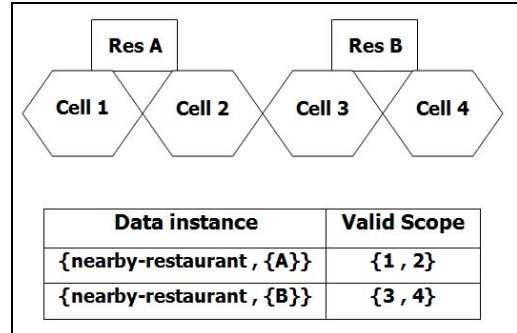 Res A Res B
Cell 1 Cell 2 Cell 3 Cell 4
Data instance Valid Scope
{nearby-restaurant , {A}} {1 , 2}
{nearby-restaurant , {B}} {3 , 4}